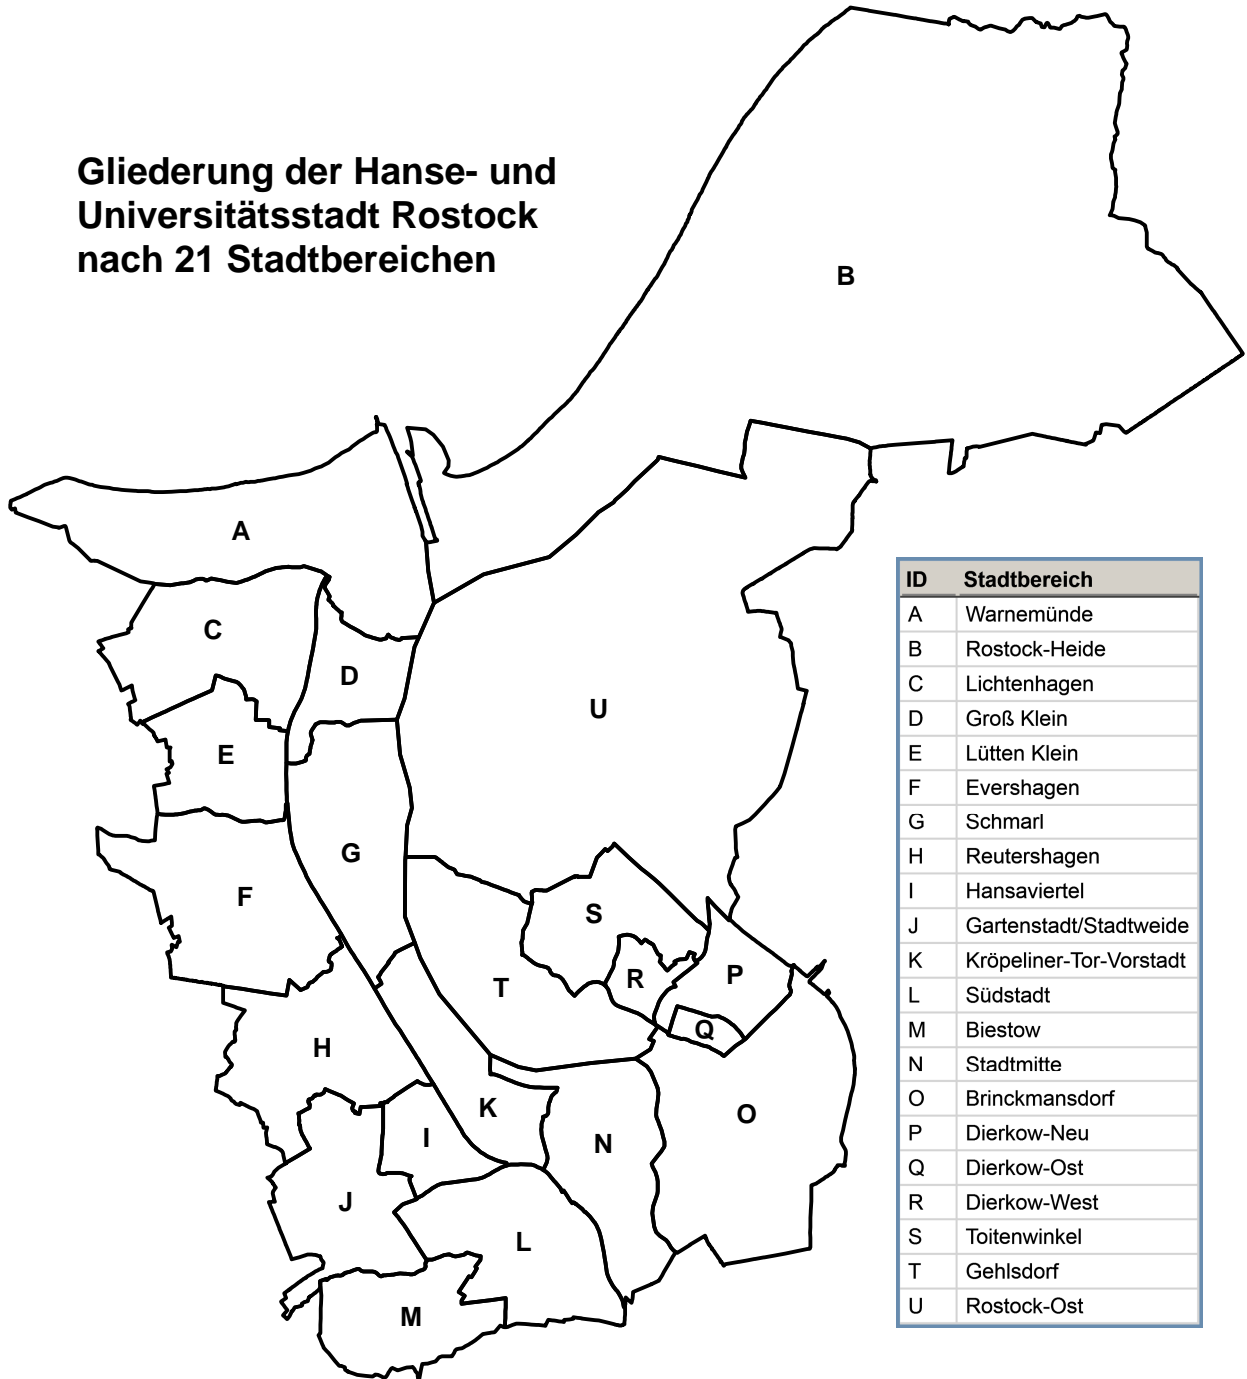 Gliederung der Hanse- und
Universitätsstadt Rostock
nach 21 Stadtbereichen
B
A
C
D
U
E
G
F
S
R
P
T
Q
H
K
O
I
N
J
L
M
ID Stadtbereich
A Warnemünde
B Rostock-Heide
C Lichtenhagen
D Groß Klein
E Lütten Klein
F Evershagen
G Schmarl
H Reutershagen
I Hansaviertel
J Gartenstadt/Stadtweide
K Kröpeliner-Tor-Vorstadt
L Südstadt
M Biestow
N Stadtmitte
O Brinckmansdorf
P Dierkow-Neu
Q Dierkow-Ost
R Dierkow-West
S Toitenwinkel
T Gehlsdorf
U Rostock-Ost